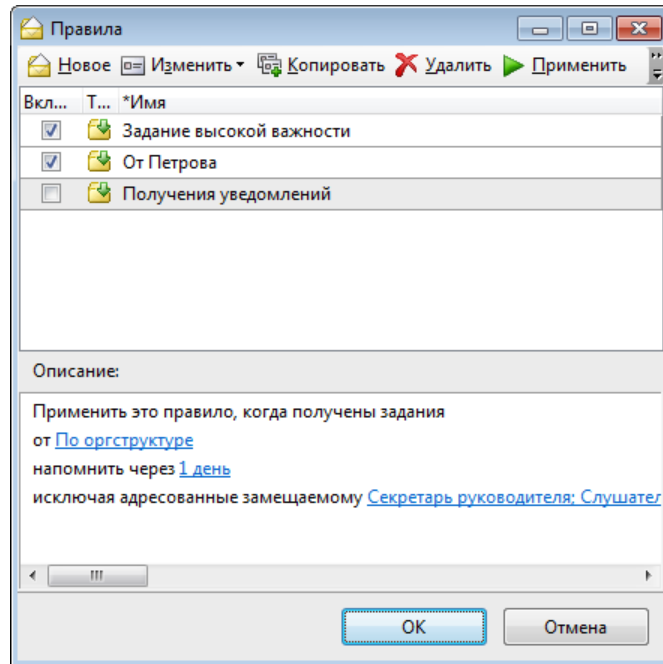 Правила
Новое Изменить Копировать Удалить Применить
Вкл... Т... *Имя
Задание высокой важности
От Петрова
Получения уведомлений
Описание:
Применить это правило, когда получены задания
от По оргструктуре
напомнить через 1 день
исключая адресованные замещаемому Секретарь руководителя; Слушател
ОК Отмена